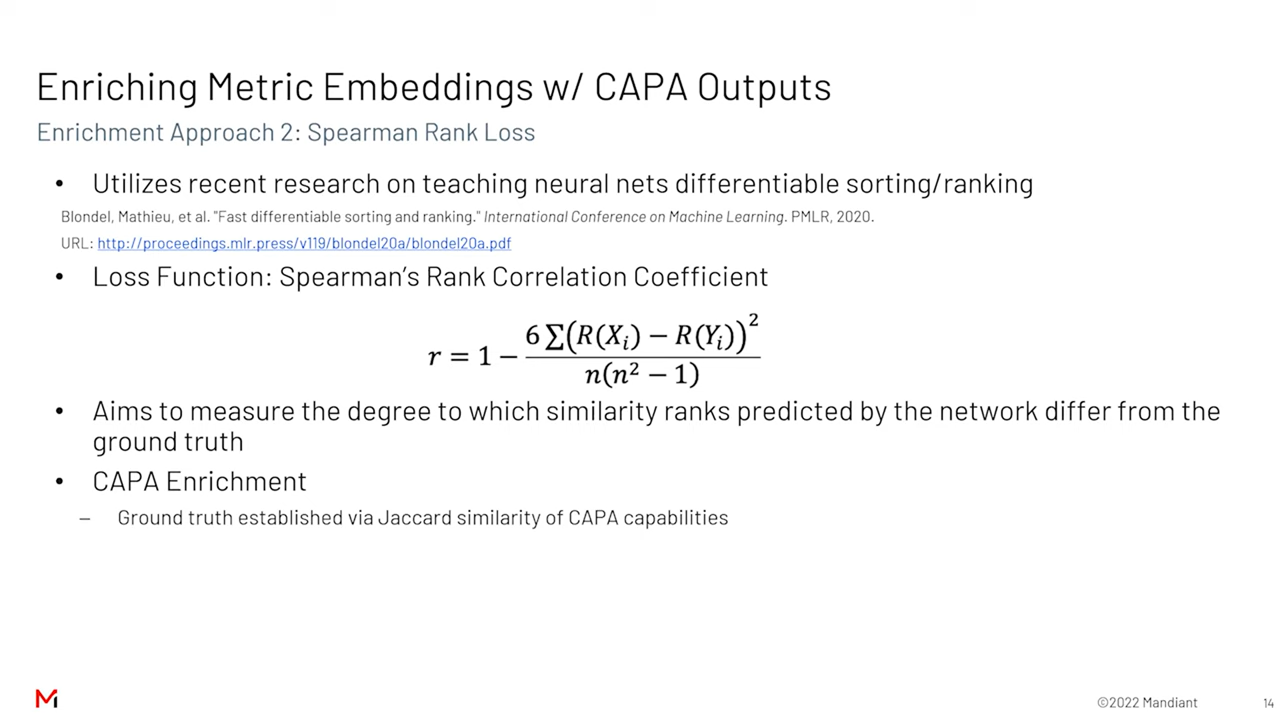 Enriching Metric Embeddings w/ CAPA Outputs
Enrichment Approach 2: Spearman Rank Loss
• Utilizes recent research on teaching neural nets differentiable sorting/ranking
Blondel, Mathieu, et al. "Fast differentiable sorting and ranking." International Conference on Machine Learning. PMLR, 2020.
URL: http://proceedings.mlr.press/v119/blondel20a/blondel20a.pdf
• Loss Function: Spearman's Rank Correlation Coefficient
r = 1 − 6 ∑(R(Xᵢ) − R(Yᵢ))² / n(n² − 1)
• Aims to measure the degree to which similarity ranks predicted by the network differ from the
ground truth
• CAPA Enrichment
– Ground truth established via Jaccard similarity of CAPA capabilities
©2022 Mandiant 14